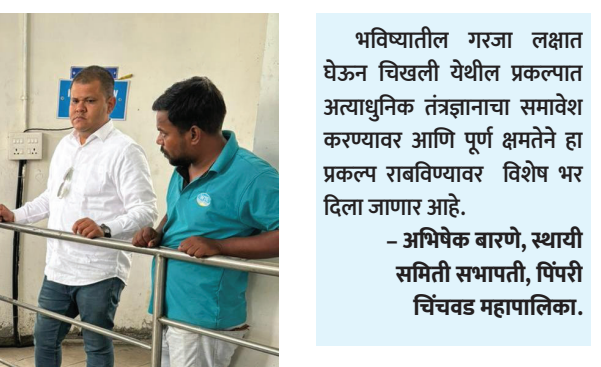 भविष्यातील गरजा लक्षात
घेऊन चिखली येथील प्रकल्पात
अत्याधुनिक तंत्रज्ञानाचा समावेश
करण्यावर आणि पूर्ण क्षमतेने हा
प्रकल्प राबविण्यावर विशेष भर
दिला जाणार आहे.
– अभिषेक बारणे, स्थायी
समिती सभापती, पिंपरी
चिंचवड महापालिका.